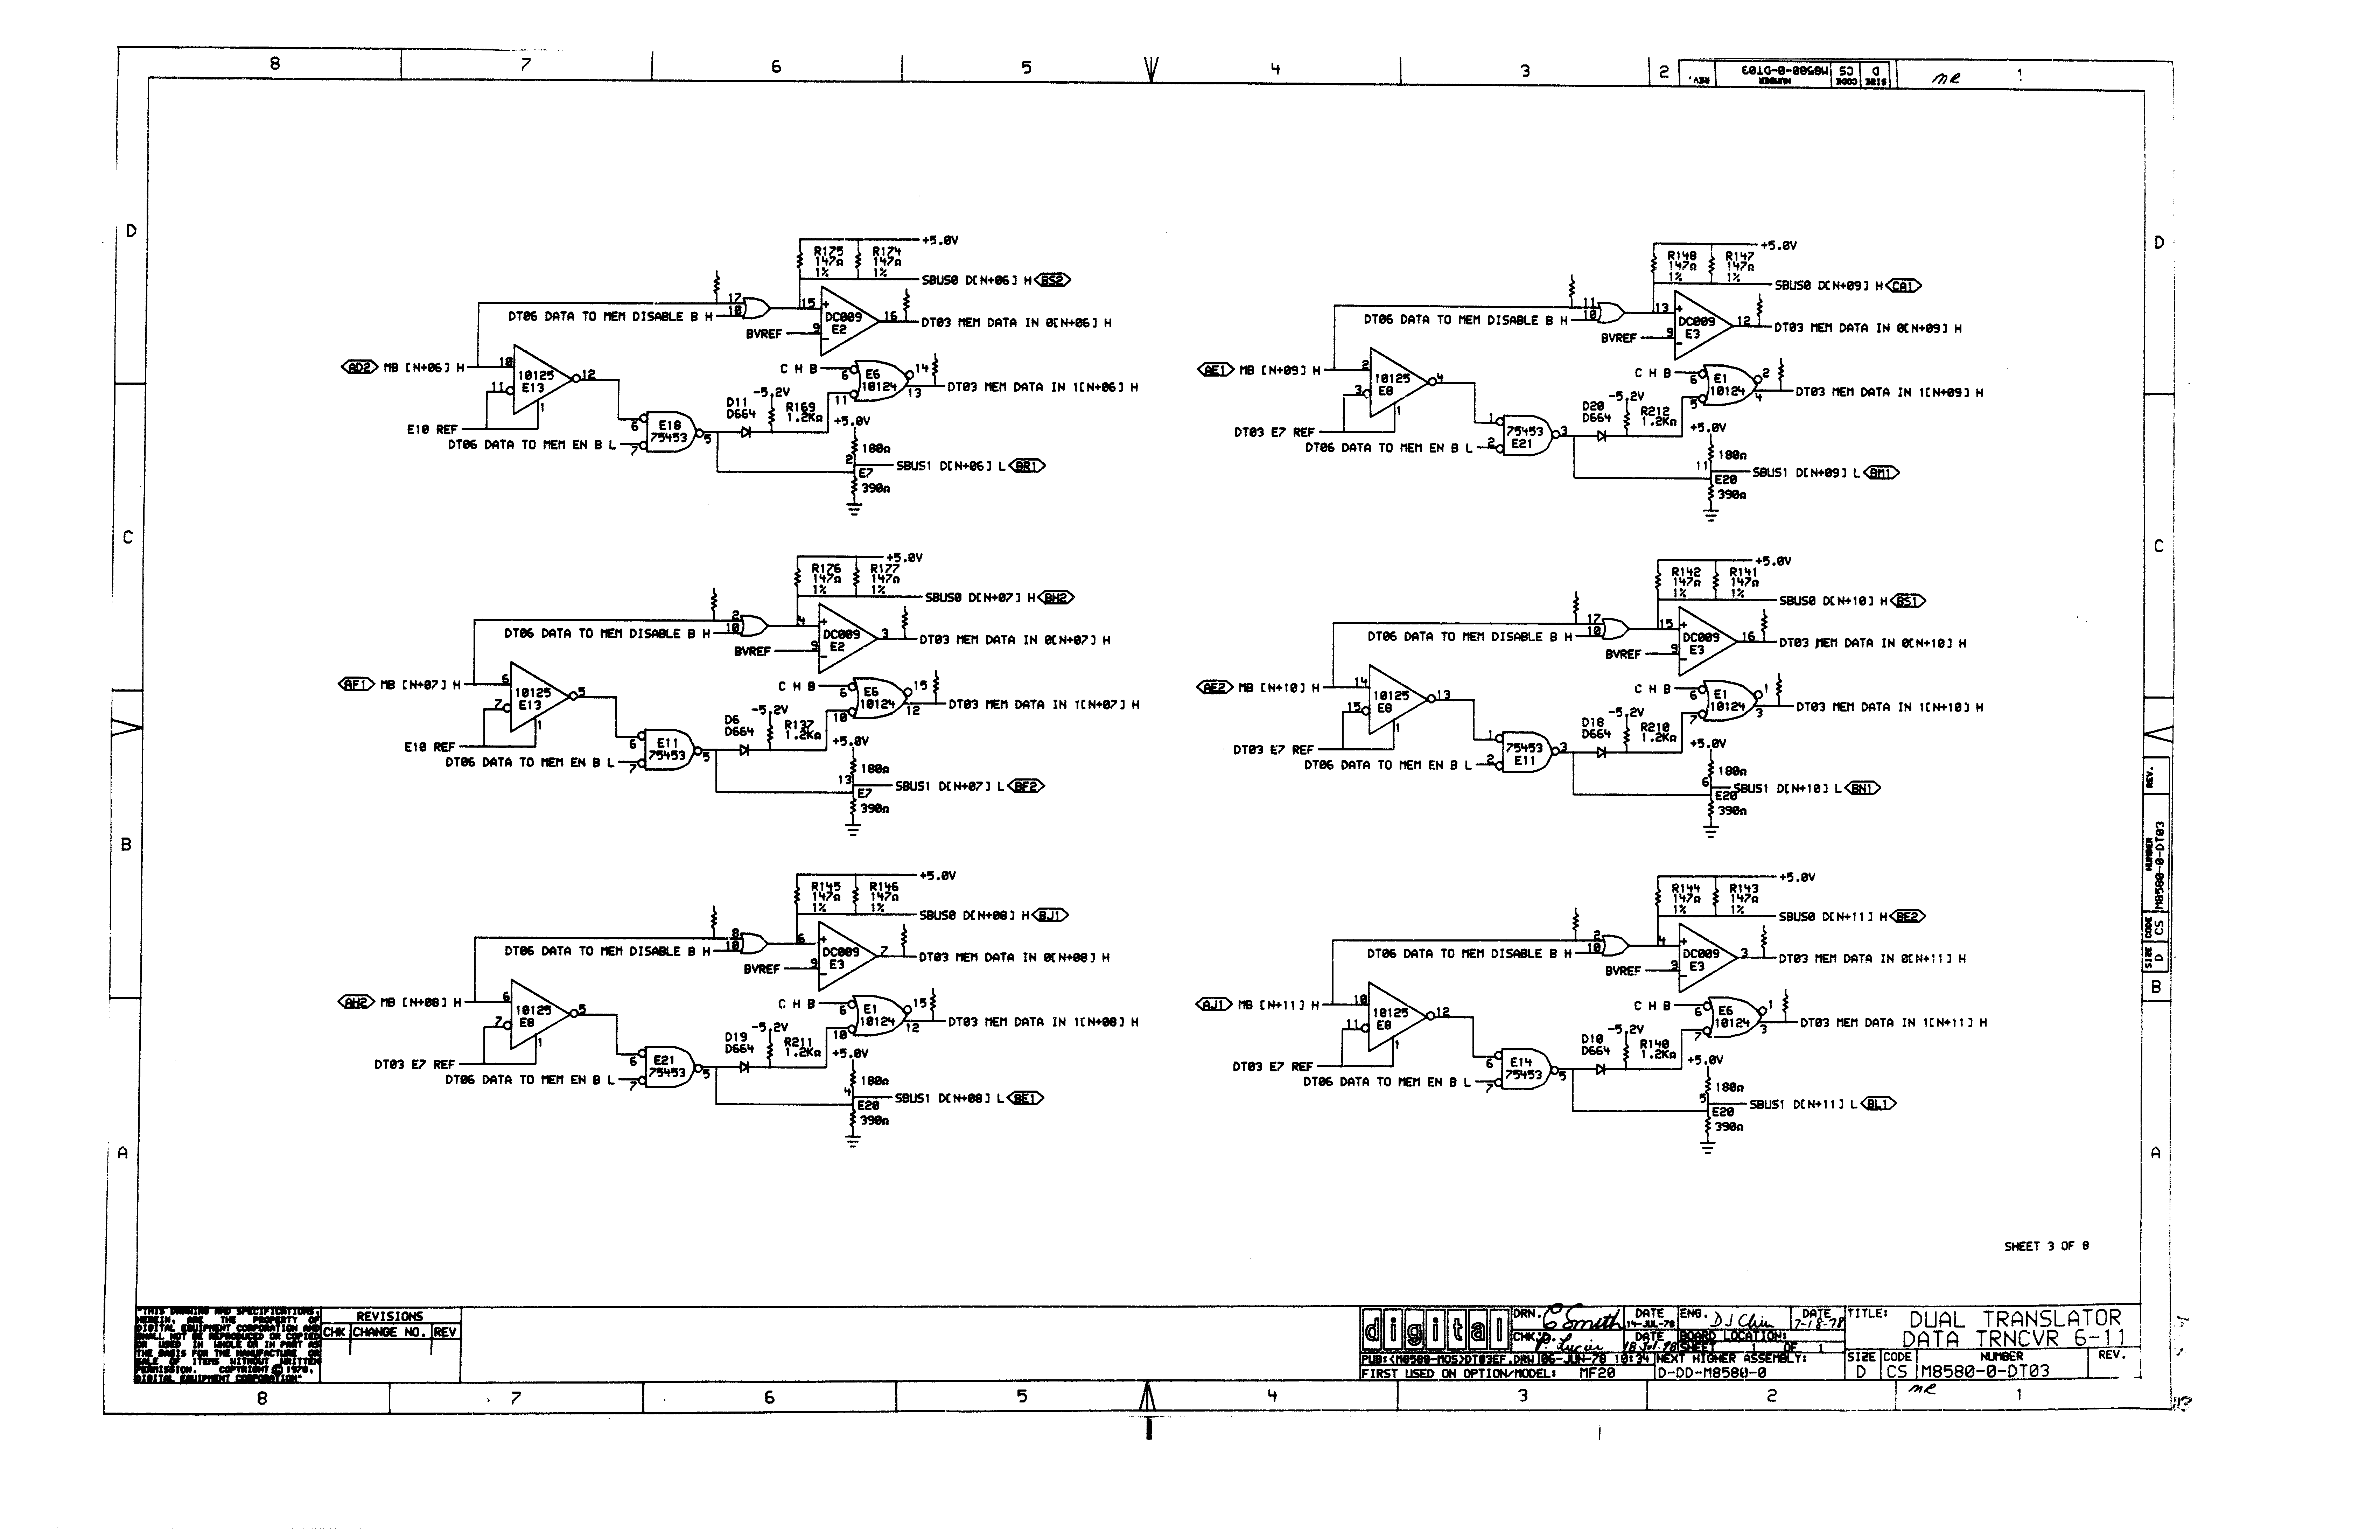 8 7 6 5 4 3 2 1
REV. NUMBER M8580-0-DT03 CODE CS SIZE D
MR
D
C
B
A
+5.0V
R175 147Ω 1%
R174 147Ω 1%
SBUS0 D[N+06] H BS2
17
10
DT06 DATA TO MEM DISABLE B H
15 + DC009 E2 16
DT03 MEM DATA IN 0[N+06] H
BVREF 9 -
AD2 MB [N+06] H
10 10125 E13 12
11 1
E10 REF
C H B 6 E6 10124 14
11 13
DT03 MEM DATA IN 1[N+06] H
D11 D664
-5.2V
R169 1.2KΩ
6 E18 75453 5
DT06 DATA TO MEM EN B L 7
+5.0V
180Ω
2 SBUS1 D[N+06] L BR1
E7
390Ω
+5.0V
R176 147Ω 1%
R177 147Ω 1%
SBUS0 D[N+07] H BH2
2
10
DT06 DATA TO MEM DISABLE B H
4 + DC009 E2 3
DT03 MEM DATA IN 0[N+07] H
BVREF 9 -
AF1 MB [N+07] H
6 10125 E13 5
7 1
E10 REF
C H B 6 E6 10124 15
10 12
DT03 MEM DATA IN 1[N+07] H
D6 D664
-5.2V
R137 1.2KΩ
6 E11 75453 5
DT06 DATA TO MEM EN B L 7
+5.0V
180Ω
13 SBUS1 D[N+07] L BF2
E7
390Ω
+5.0V
R145 147Ω 1%
R146 147Ω 1%
SBUS0 D[N+08] H BJ1
8
10
DT06 DATA TO MEM DISABLE B H
6 + DC009 E3 7
DT03 MEM DATA IN 0[N+08] H
BVREF 9 -
AH2 MB [N+08] H
6 10125 E8 5
7 1
DT03 E7 REF
C H B 6 E1 10124 15
10 12
DT03 MEM DATA IN 1[N+08] H
D19 D664
-5.2V
R211 1.2KΩ
6 E21 75453 5
DT06 DATA TO MEM EN B L 7
+5.0V
180Ω
4 SBUS1 D[N+08] L BE1
E20
390Ω
+5.0V
R148 147Ω 1%
R147 147Ω 1%
SBUS0 D[N+09] H CA1
11
10
DT06 DATA TO MEM DISABLE B H
13 + DC009 E3 12
DT03 MEM DATA IN 0[N+09] H
BVREF 9 -
AE1 MB [N+09] H
2 10125 E8 4
3 1
DT03 E7 REF
C H B 6 E1 10124 2
5 4
DT03 MEM DATA IN 1[N+09] H
D20 D664
-5.2V
R212 1.2KΩ
1 75453 E21 3
DT06 DATA TO MEM EN B L 2
+5.0V
180Ω
11 SBUS1 D[N+09] L BM1
E20
390Ω
+5.0V
R142 147Ω 1%
R141 147Ω 1%
SBUS0 D[N+10] H BS1
17
10
DT06 DATA TO MEM DISABLE B H
15 + DC009 E3 16
DT03 MEM DATA IN 0[N+10] H
BVREF 9 -
AE2 MB [N+10] H
14 10125 E8 13
15 1
DT03 E7 REF
C H B 6 E1 10124 1
7 3
DT03 MEM DATA IN 1[N+10] H
D18 D664
-5.2V
R210 1.2KΩ
1 75453 E11 3
DT06 DATA TO MEM EN B L 2
+5.0V
180Ω
6 SBUS1 D[N+10] L BN1
E20
390Ω
+5.0V
R144 147Ω 1%
R143 147Ω 1%
SBUS0 D[N+11] H BE2
2
10
DT06 DATA TO MEM DISABLE B H
4 + DC009 E3 3
DT03 MEM DATA IN 0[N+11] H
BVREF 9 -
AJ1 MB [N+11] H
10 10125 E8 12
11 1
DT03 E7 REF
C H B 6 E6 10124 1
7 3
DT03 MEM DATA IN 1[N+11] H
D10 D664
-5.2V
R140 1.2KΩ
6 E14 75453 5
DT06 DATA TO MEM EN B L 7
+5.0V
180Ω
5 SBUS1 D[N+11] L BL1
E20
390Ω
D
C
REV.
NUMBER M8580-0-DT03
CODE CS
SIZE D
B
A
SHEET 3 OF 8
"THIS DRAWING AND SPECIFICATIONS,
HEREIN, ARE THE PROPERTY OF
DIGITAL EQUIPMENT CORPORATION AND
SHALL NOT BE REPRODUCED OR COPIED
OR USED IN WHOLE OR IN PART AS
THE BASIS FOR THE MANUFACTURE OR
SALE OF ITEMS WITHOUT WRITTEN
PERMISSION. COPYRIGHT © 1978,
DIGITAL EQUIPMENT CORPORATION"
REVISIONS
CHK CHANGE NO. REV
digital
DRN. C Smith DATE 14-JUL-78 ENG. DJ Chin DATE 7-18-78
CHK'D. P. Lucier DATE 18 Jul. 78 BOARD LOCATION:
SHEET 1 OF 1
PUB:<M8580-MOS>DT03EF.DRW 06-JUN-78 10:34 NEXT HIGHER ASSEMBLY:
FIRST USED ON OPTION/MODEL: MF20 D-DD-M8580-0
TITLE: DUAL TRANSLATOR
DATA TRNCVR 6-11
SIZE CODE NUMBER REV.
D CS M8580-0-DT03
MR
8 7 6 5 4 3 2 1